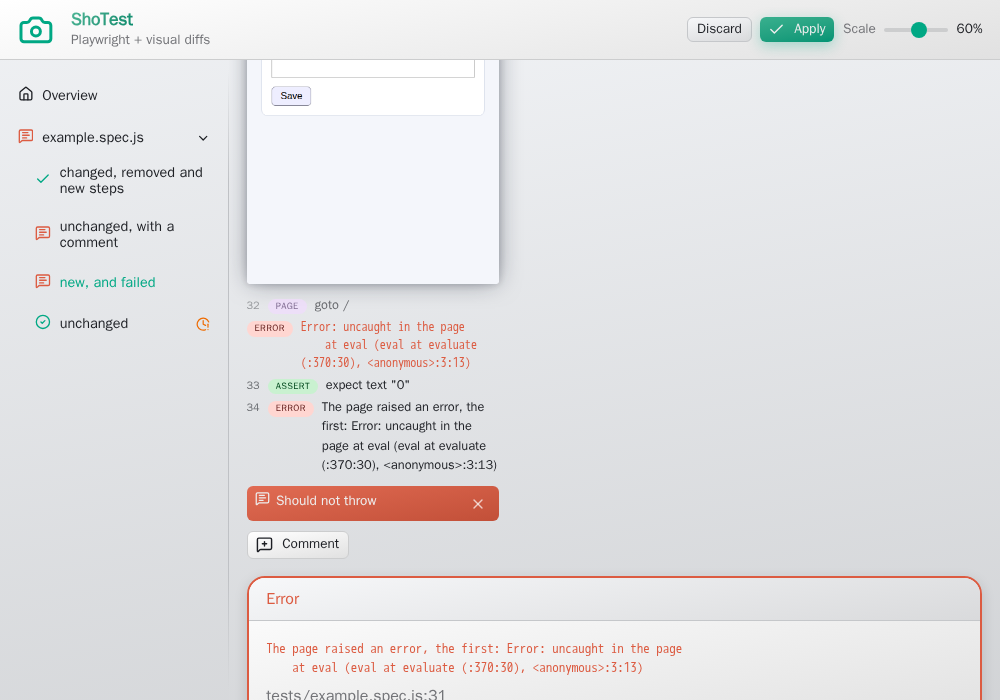 ShoTest
Playwright + visual diffs
Discard
Apply
Scale
60%
Overview
example.spec.js
changed, removed and
new steps
unchanged, with a
comment
new, and failed
unchanged
Save
32 PAGE goto /
ERROR Error: uncaught in the page
at eval (eval at evaluate
(:370:30), <anonymous>:3:13)
33 ASSERT expect text "0"
34 ERROR The page raised an error, the
first: Error: uncaught in the
page at eval (eval at evaluate
(:370:30), <anonymous>:3:13)
Should not throw
Comment
Error
The page raised an error, the first: Error: uncaught in the page
at eval (eval at evaluate (:370:30), <anonymous>:3:13)
tests/example.spec.js:31